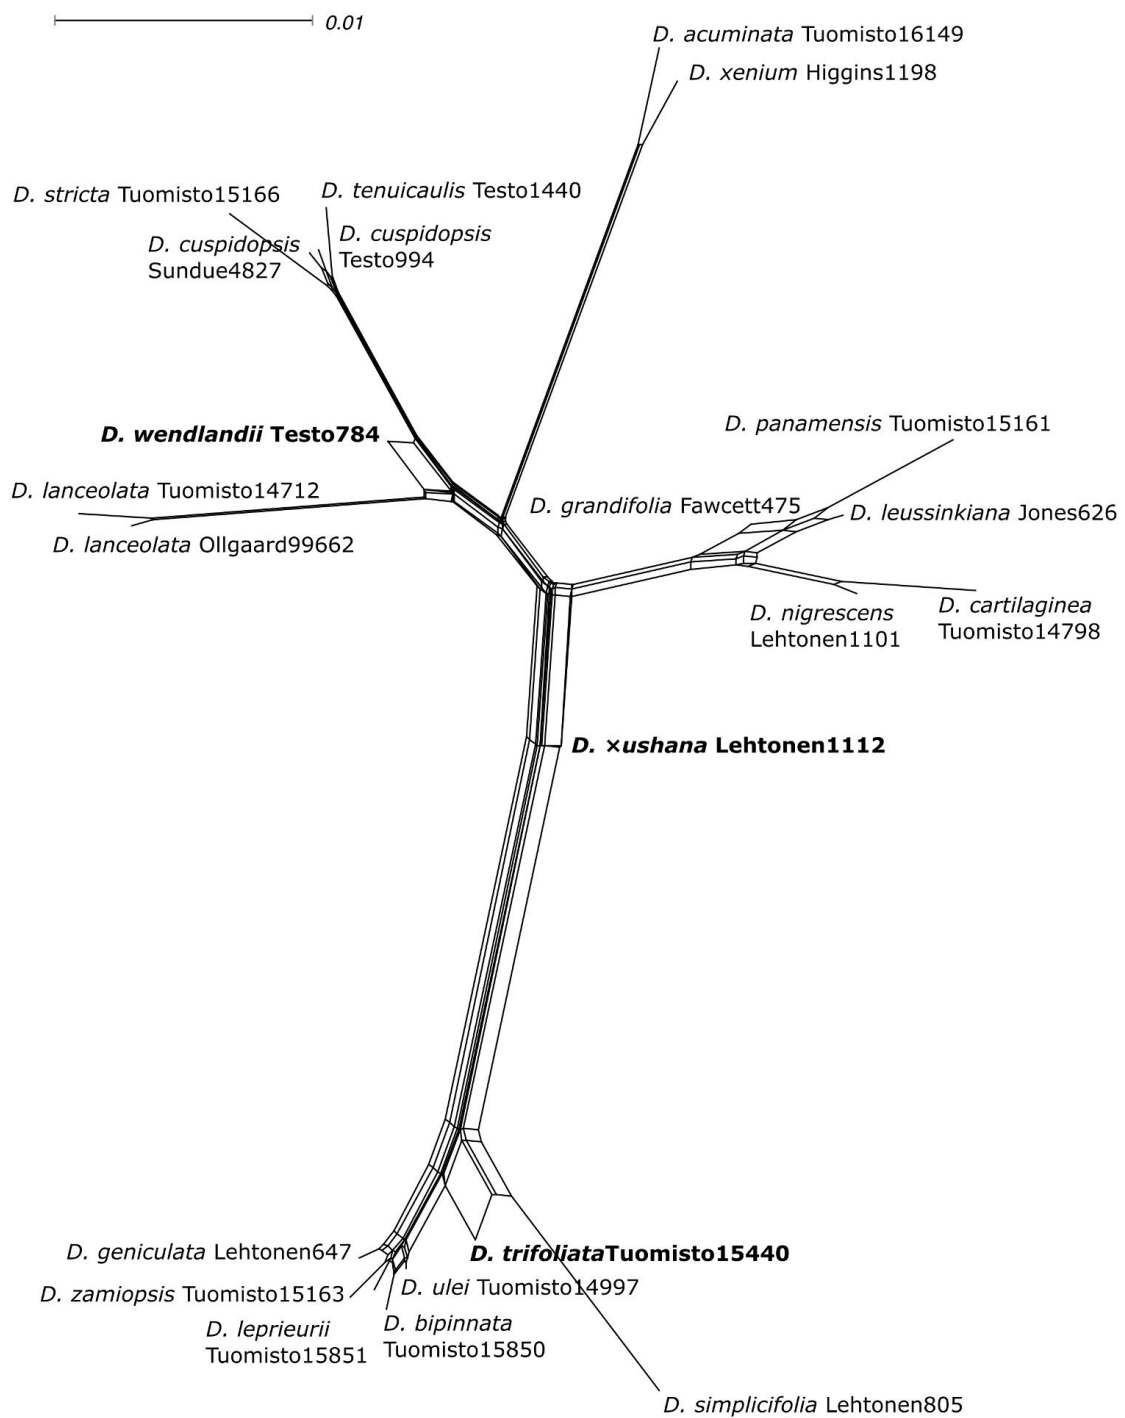 0.01
D. acuminata Tuomisto16149
D. xenium Higgins1198
D. stricta Tuomisto15166
D. tenuicaulis Testo1440
D. cuspidopsis
Sundue4827
D. cuspidopsis
Testo994
D. wendlandii Testo784
D. panamensis Tuomisto15161
D. lanceolata Tuomisto14712
D. grandifolia Fawcett475
D. leussinkiana Jones626
D. lanceolata Ollgaard99662
D. nigrescens
Lehtonen1101
D. cartilaginea
Tuomisto14798
D. ×ushana Lehtonen1112
D. geniculata Lehtonen647
D. trifoliataTuomisto15440
D. zamiopsis Tuomisto15163
D. ulei Tuomisto14997
D. leprieurii
Tuomisto15851
D. bipinnata
Tuomisto15850
D. simplicifolia Lehtonen805